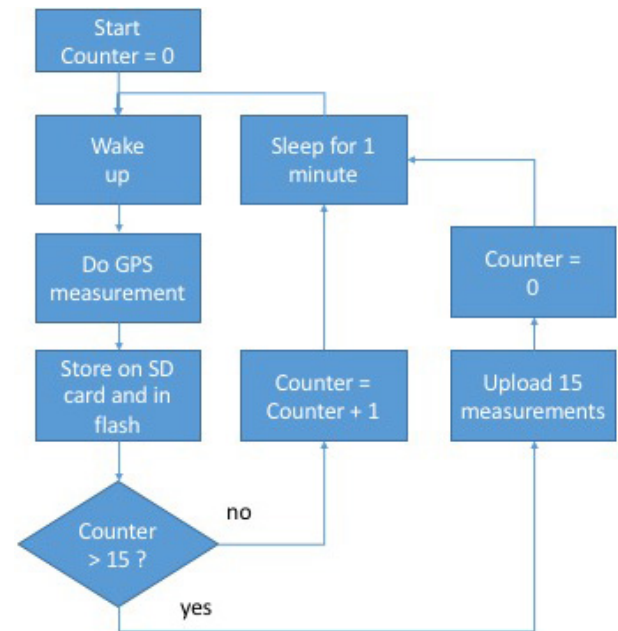 Start
Counter = 0
Wake
up
Sleep for 1
minute
Do GPS
measurement
Counter =
0
Store on SD
card and in
flash
Counter =
Counter + 1
Upload 15
measurements
Counter
> 15 ?
no
yes